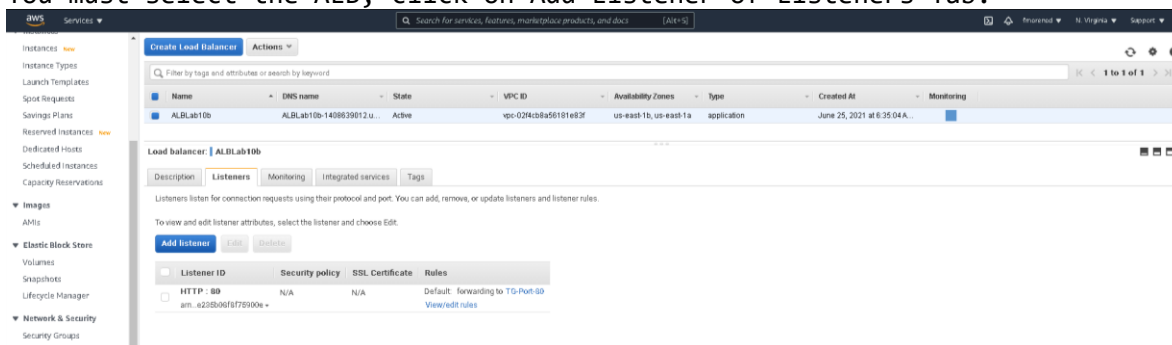 You must select the ALB, click on Add Listener of Listeners Tab.
aws Services Search for services, features, marketplace products, and docs [Alt+S] fmorenod N. Virginia Support
Instances New
Instance Types
Launch Templates
Spot Requests
Savings Plans
Reserved Instances New
Dedicated Hosts
Scheduled Instances
Capacity Reservations
Images
AMIs
Elastic Block Store
Volumes
Snapshots
Lifecycle Manager
Network & Security
Security Groups
Create Load Balancer Actions
Filter by tags and attributes or search by keyword 1 to 1 of 1
Name DNS name State VPC ID Availability Zones Type Created At Monitoring
ALBLab10b ALBLab10b-1408639012.u... Active vpc-02f4cb8a56181e83f us-east-1b, us-east-1a application June 25, 2021 at 6:35:04 A...
Load balancer: ALBLab10b
Description Listeners Monitoring Integrated services Tags
Listeners listen for connection requests using their protocol and port. You can add, remove, or update listeners and listener rules.
To view and edit listener attributes, select the listener and choose Edit.
Add listener Edit Delete
Listener ID Security policy SSL Certificate Rules
HTTP : 80 N/A N/A Default: forwarding to TG-Port-80
arn...e235b06f8f75900e View/edit rules